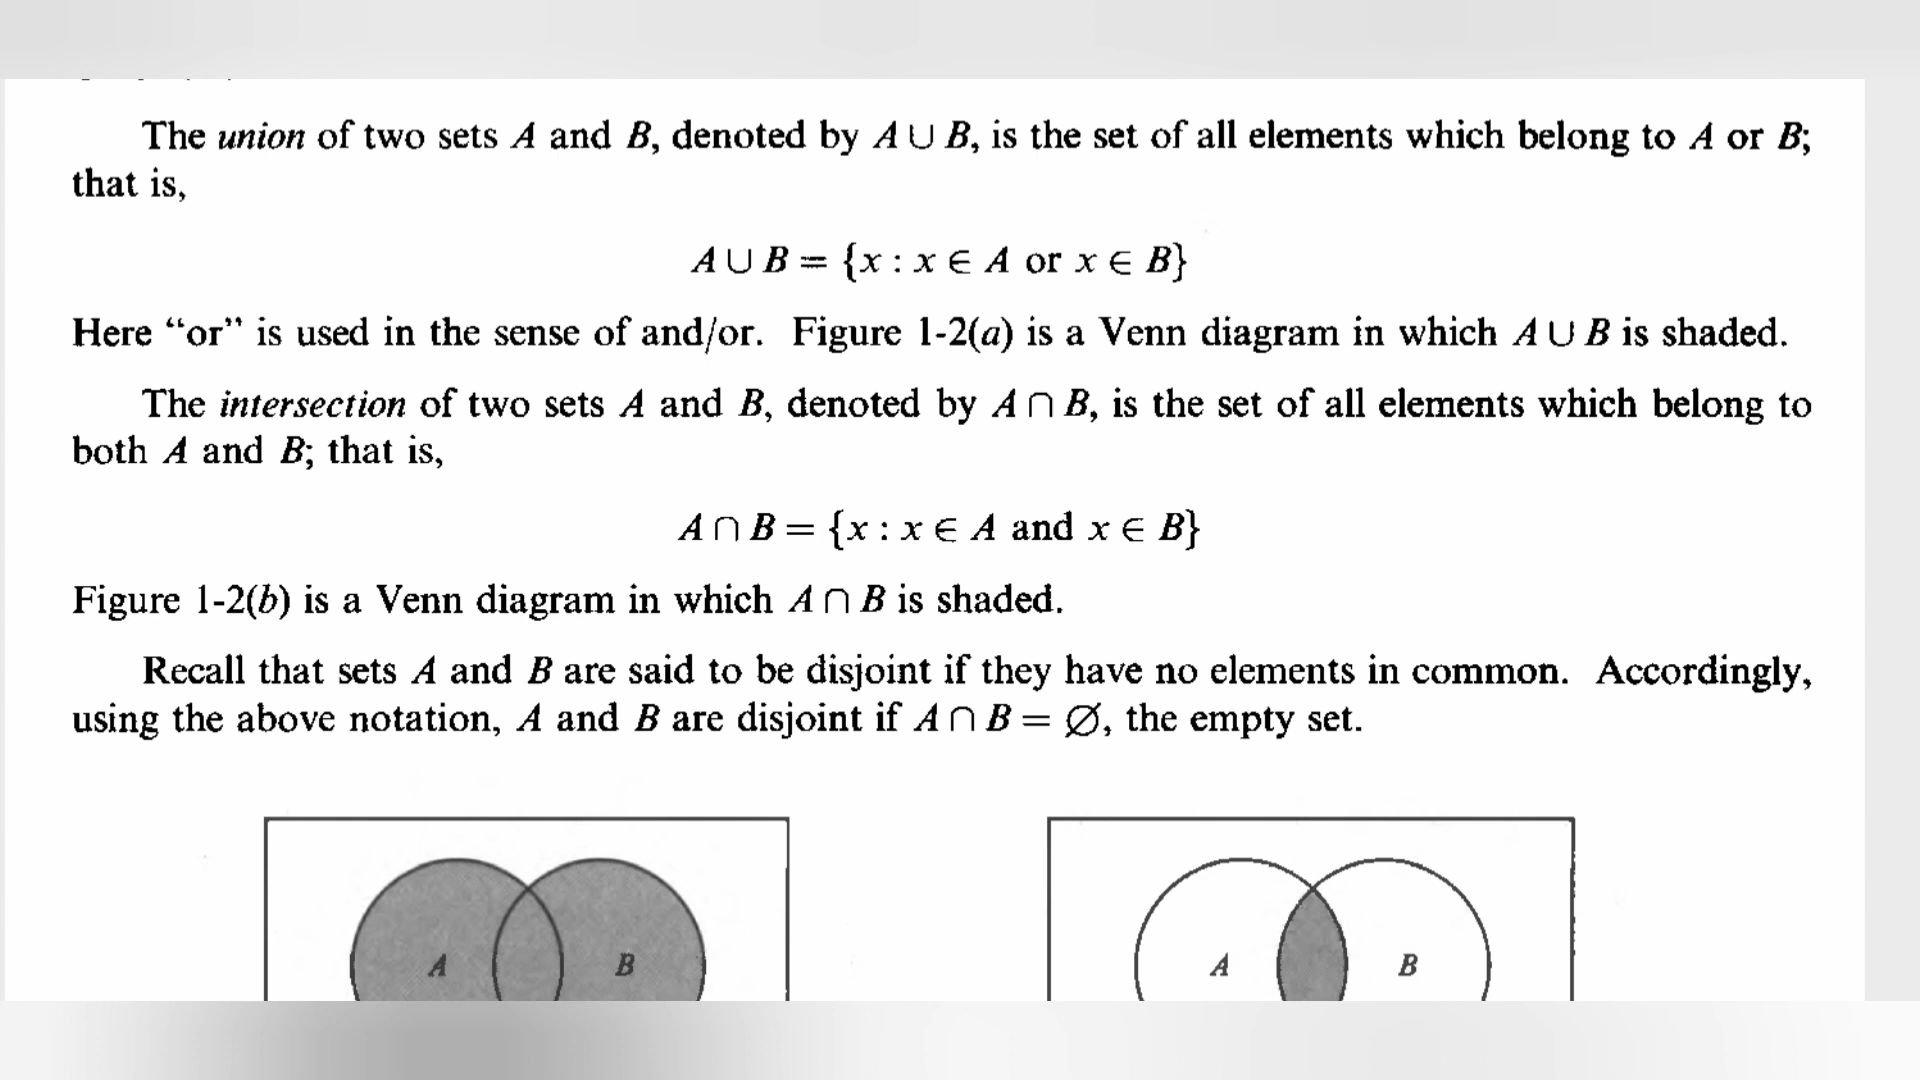 The union of two sets A and B, denoted by A ∪ B, is the set of all elements which belong to A or B;
that is,
A ∪ B = {x : x ∈ A or x ∈ B}
Here “or” is used in the sense of and/or. Figure 1-2(a) is a Venn diagram in which A ∪ B is shaded.
The intersection of two sets A and B, denoted by A ∩ B, is the set of all elements which belong to
both A and B; that is,
A ∩ B = {x : x ∈ A and x ∈ B}
Figure 1-2(b) is a Venn diagram in which A ∩ B is shaded.
Recall that sets A and B are said to be disjoint if they have no elements in common. Accordingly,
using the above notation, A and B are disjoint if A ∩ B = ∅, the empty set.
A B A B